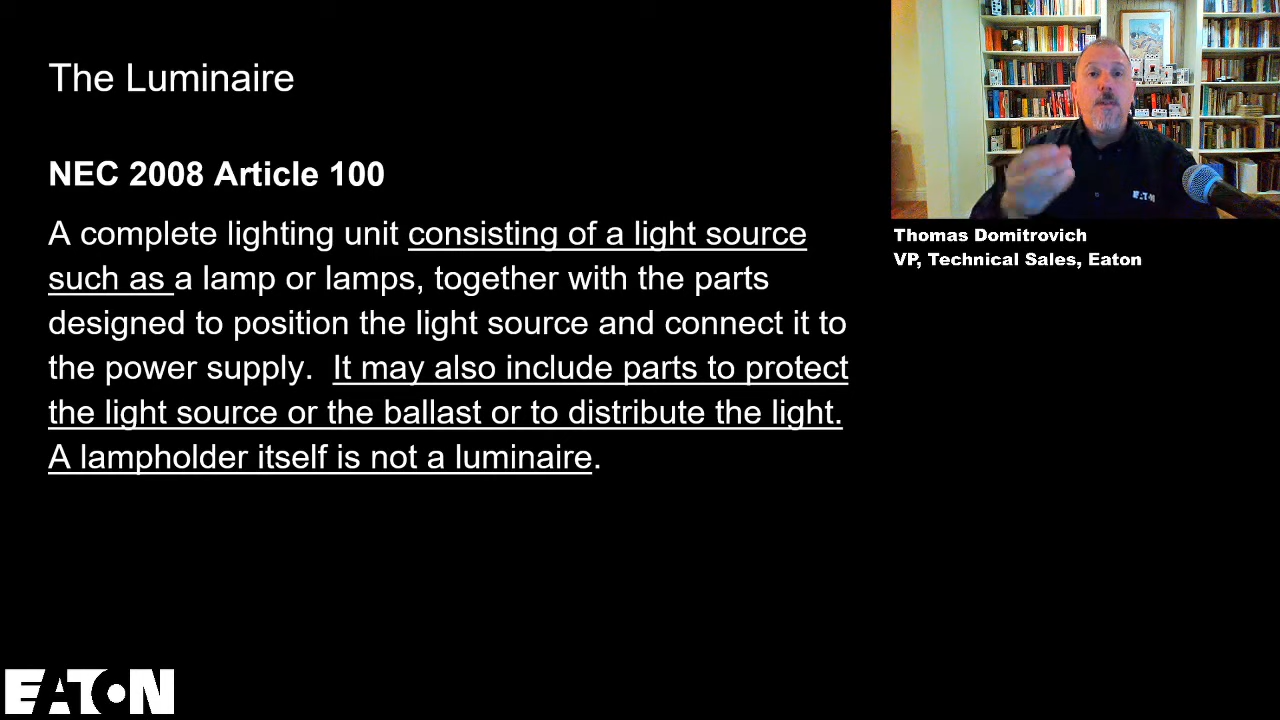 The Luminaire
NEC 2008 Article 100
A complete lighting unit consisting of a light source
such as a lamp or lamps, together with the parts
designed to position the light source and connect it to
the power supply.  It may also include parts to protect
the light source or the ballast or to distribute the light.
A lampholder itself is not a luminaire.
EATON
Thomas Domitrovich
VP, Technical Sales, Eaton
EATON